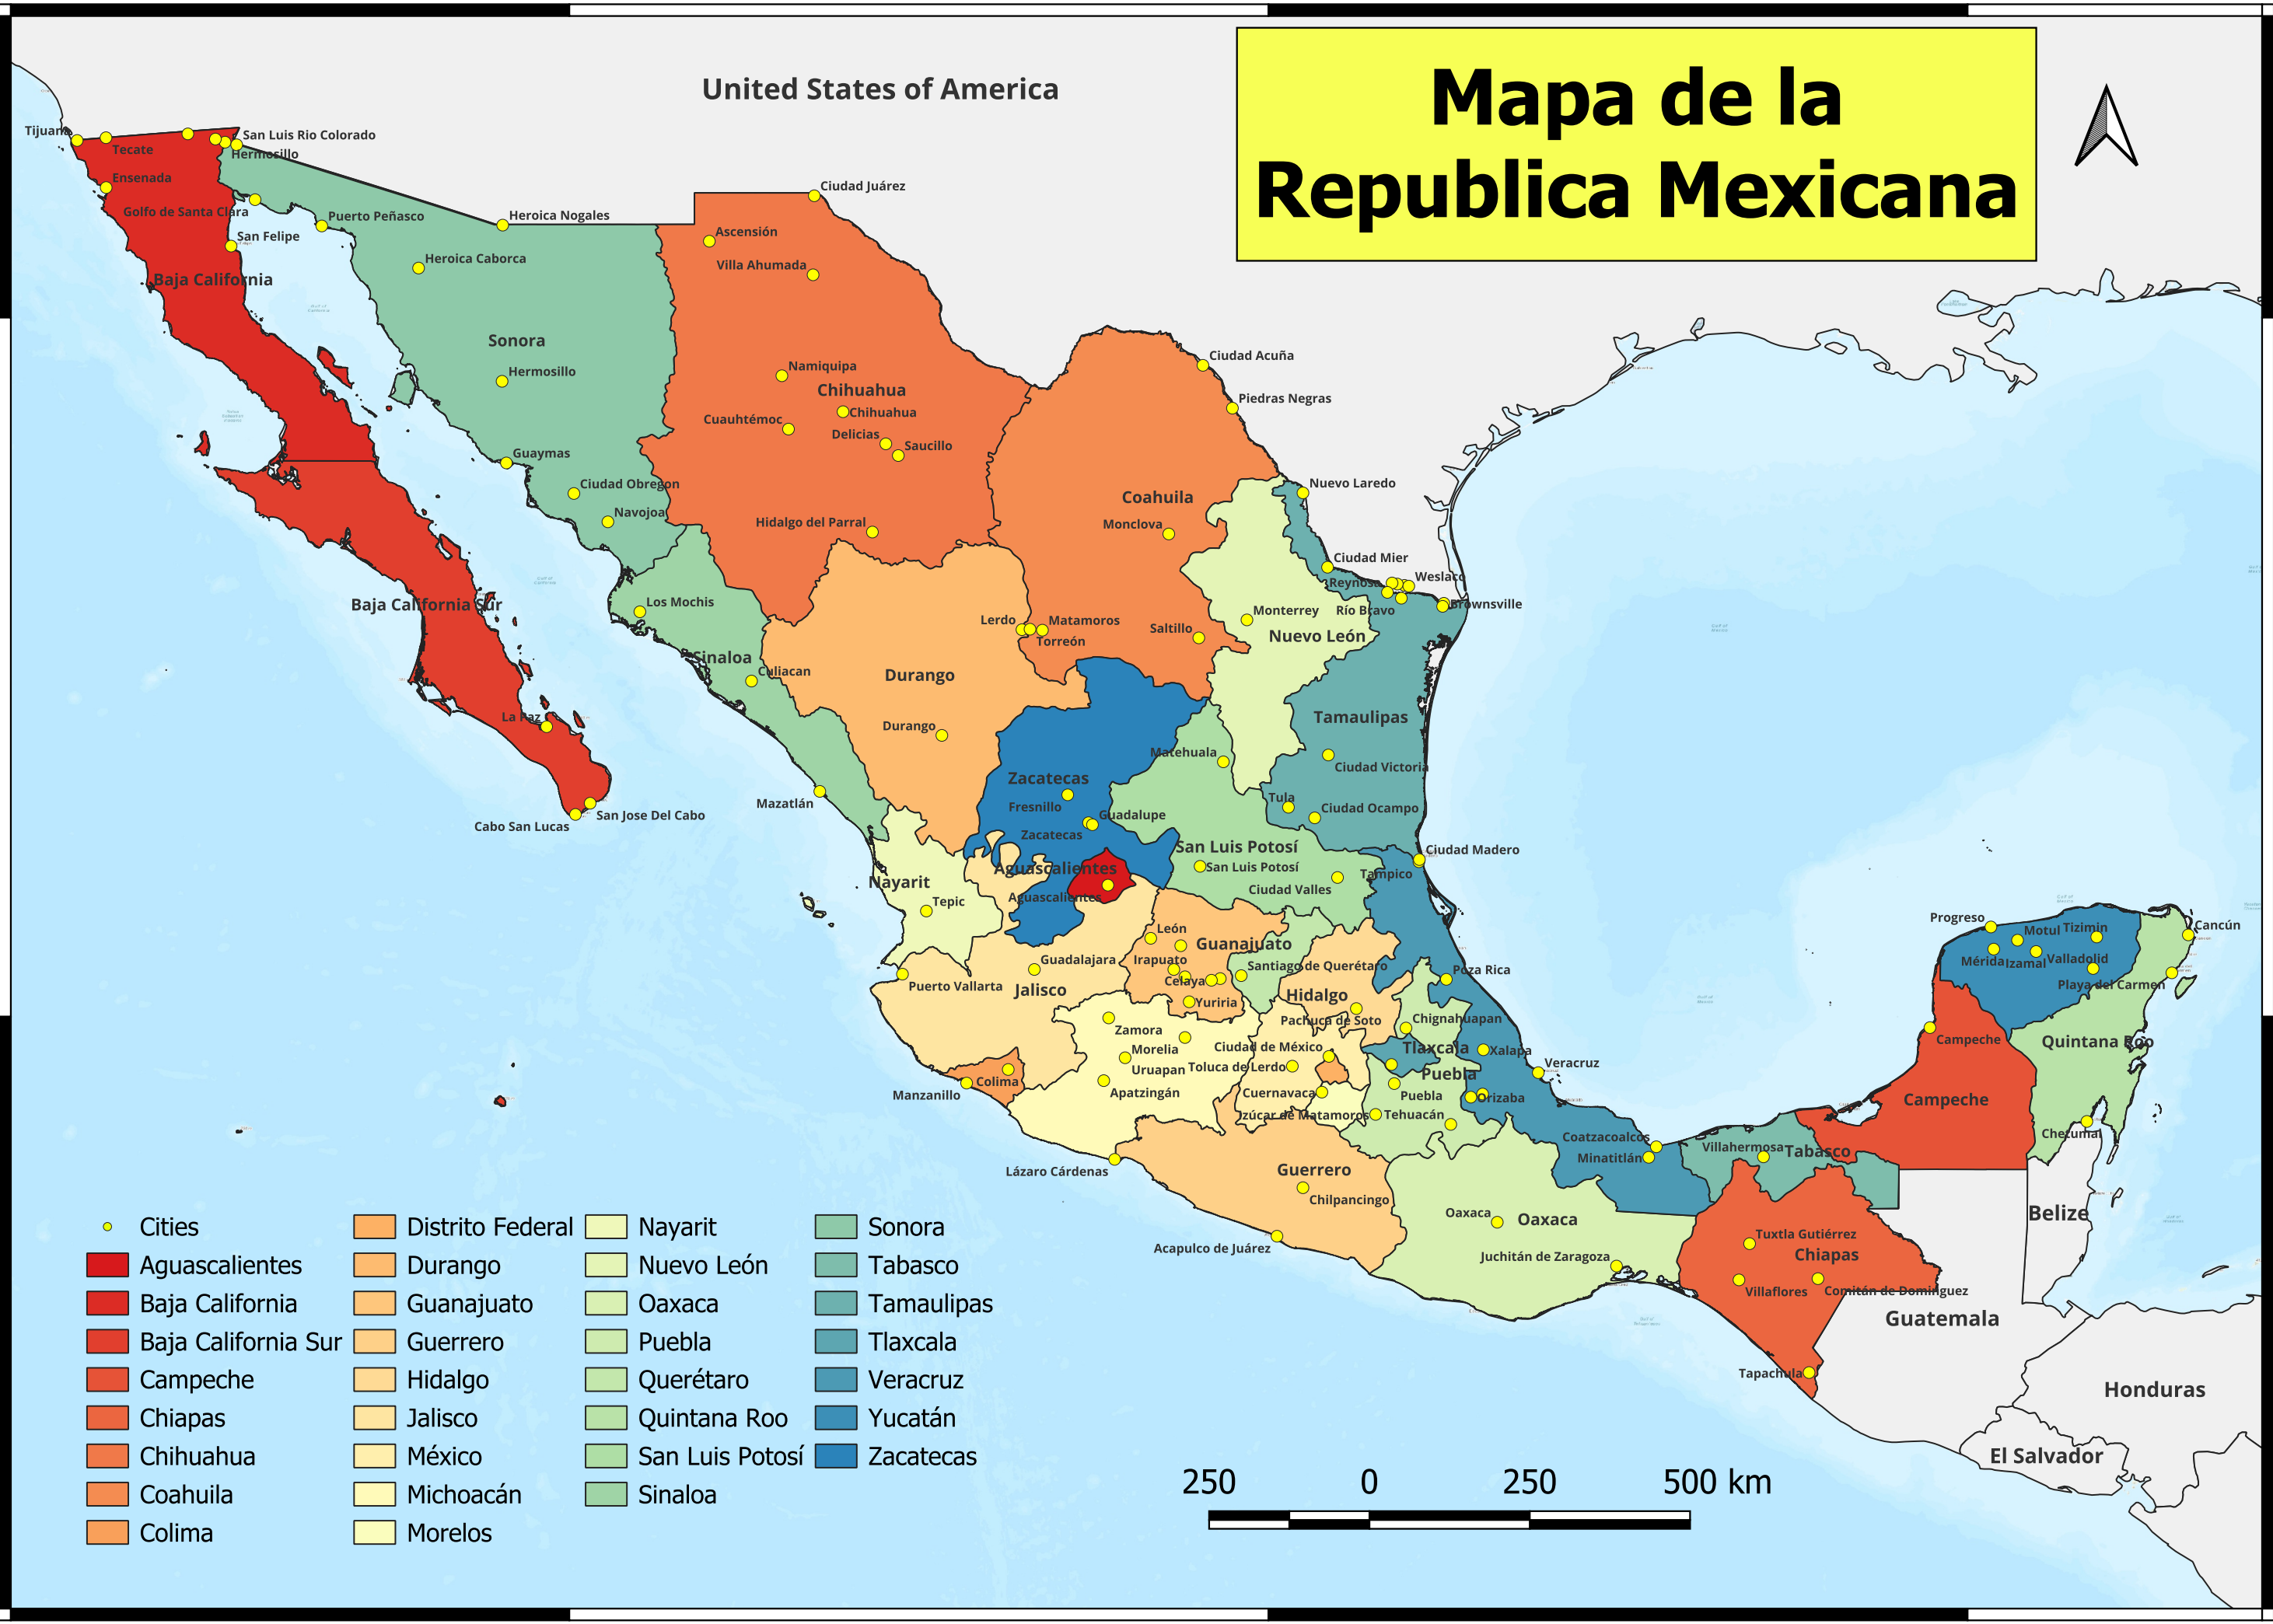 Mapa de la
Republica Mexicana
United States of America
Tijuana
Tecate
San Luis Rio Colorado
Hermosillo
Ensenada
Golfo de Santa Clara
San Felipe
Puerto Peñasco
Heroica Nogales
Ciudad Juárez
Ascensión
Villa Ahumada
Heroica Caborca
Baja California
Sonora
Hermosillo
Namiquipa
Chihuahua
Chihuahua
Cuauhtémoc
Delicias
Saucillo
Ciudad Acuña
Piedras Negras
Guaymas
Ciudad Obregon
Navojoa
Hidalgo del Parral
Coahuila
Monclova
Nuevo Laredo
Ciudad Mier
Reynosa
Weslaco
Río Bravo
Brownsville
Baja California Sur
Los Mochis
Lerdo
Matamoros
Torreón
Saltillo
Monterrey
Nuevo León
Sinaloa
Culiacan
Durango
Durango
La Paz
Tamaulipas
Matehuala
Ciudad Victoria
Zacatecas
Fresnillo
Guadalupe
Zacatecas
Tula
Ciudad Ocampo
Mazatlán
San Jose Del Cabo
Cabo San Lucas
San Luis Potosí
San Luis Potosí
Ciudad Valles
Ciudad Madero
Tampico
Aguascalientes
Aguascalientes
Nayarit
Tepic
León
Guanajuato
Irapuato
Celaya
Santiago de Querétaro
Yuriria
Guadalajara
Puerto Vallarta
Jalisco
Hidalgo
Pachuca de Soto
Poza Rica
Chignahuapan
Zamora
Morelia
Uruapan
Apatzingán
Ciudad de México
Toluca de Lerdo
Cuernavaca
Izúcar de Matamoros
Tlaxcala
Puebla
Puebla
Tehuacán
Xalapa
Orizaba
Veracruz
Colima
Manzanillo
Lázaro Cárdenas
Guerrero
Chilpancingo
Acapulco de Juárez
Oaxaca
Oaxaca
Juchitán de Zaragoza
Coatzacoalcos
Minatitlán
Villahermosa
Tabasco
Tuxtla Gutiérrez
Chiapas
Villaflores
Comitán de Dominguez
Tapachula
Progreso
Motul
Tizimin
Cancún
Mérida
Izamal
Valladolid
Playa del Carmen
Campeche
Quintana Roo
Campeche
Chetumal
Belize
Guatemala
Honduras
El Salvador
Cities
Aguascalientes
Baja California
Baja California Sur
Campeche
Chiapas
Chihuahua
Coahuila
Colima
Distrito Federal
Durango
Guanajuato
Guerrero
Hidalgo
Jalisco
México
Michoacán
Morelos
Nayarit
Nuevo León
Oaxaca
Puebla
Querétaro
Quintana Roo
San Luis Potosí
Sinaloa
Sonora
Tabasco
Tamaulipas
Tlaxcala
Veracruz
Yucatán
Zacatecas
250 0 250 500 km